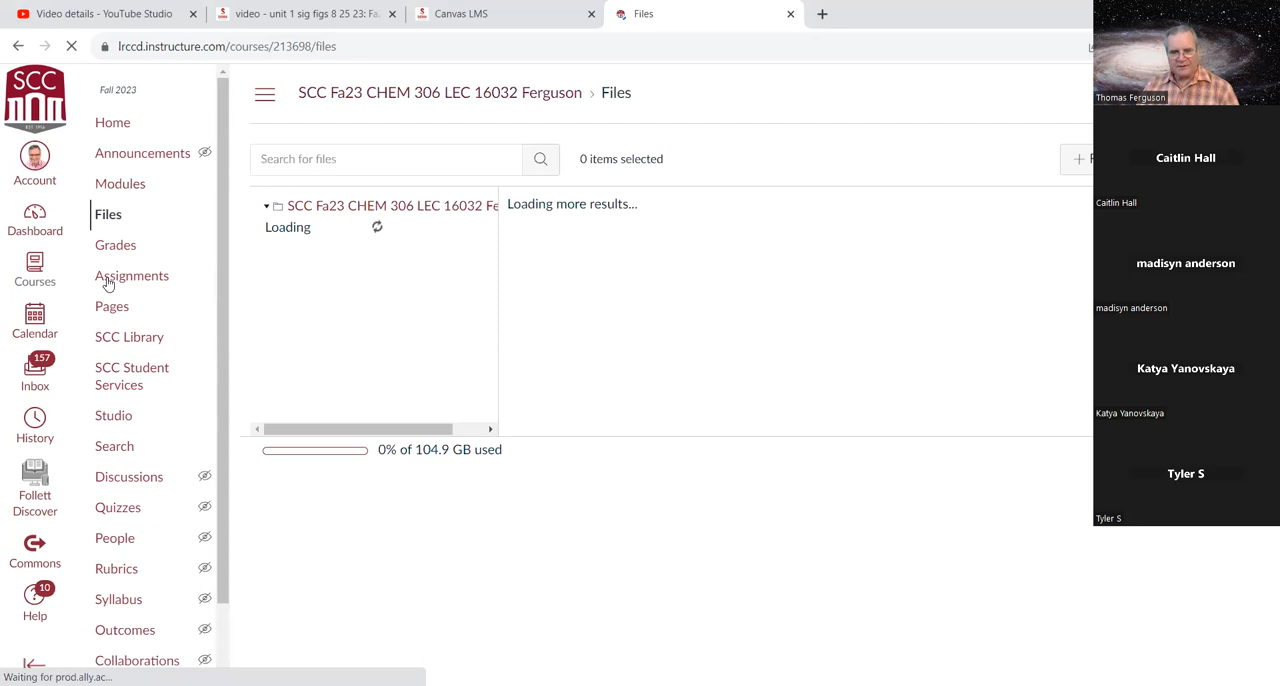 Video details - YouTube Studio
video - unit 1 sig figs 8 25 23: Fa
Canvas LMS
Files
lrccd.instructure.com/courses/213698/files
SCC
EST 1916
Account
Dashboard
Courses
Calendar
157
Inbox
History
Follett
Discover
Commons
10
Help
Fall 2023
Home
Announcements
Modules
Files
Grades
Assignments
Pages
SCC Library
SCC Student
Services
Studio
Search
Discussions
Quizzes
People
Rubrics
Syllabus
Outcomes
Collaborations
SCC Fa23 CHEM 306 LEC 16032 Ferguson > Files
Search for files
0 items selected
+ F
SCC Fa23 CHEM 306 LEC 16032 Fe
Loading
Loading more results...
0% of 104.9 GB used
Thomas Ferguson
Caitlin Hall
Caitlin Hall
madisyn anderson
madisyn anderson
Katya Yanovskaya
Katya Yanovskaya
Tyler S
Tyler S
Waiting for prod.ally.ac...